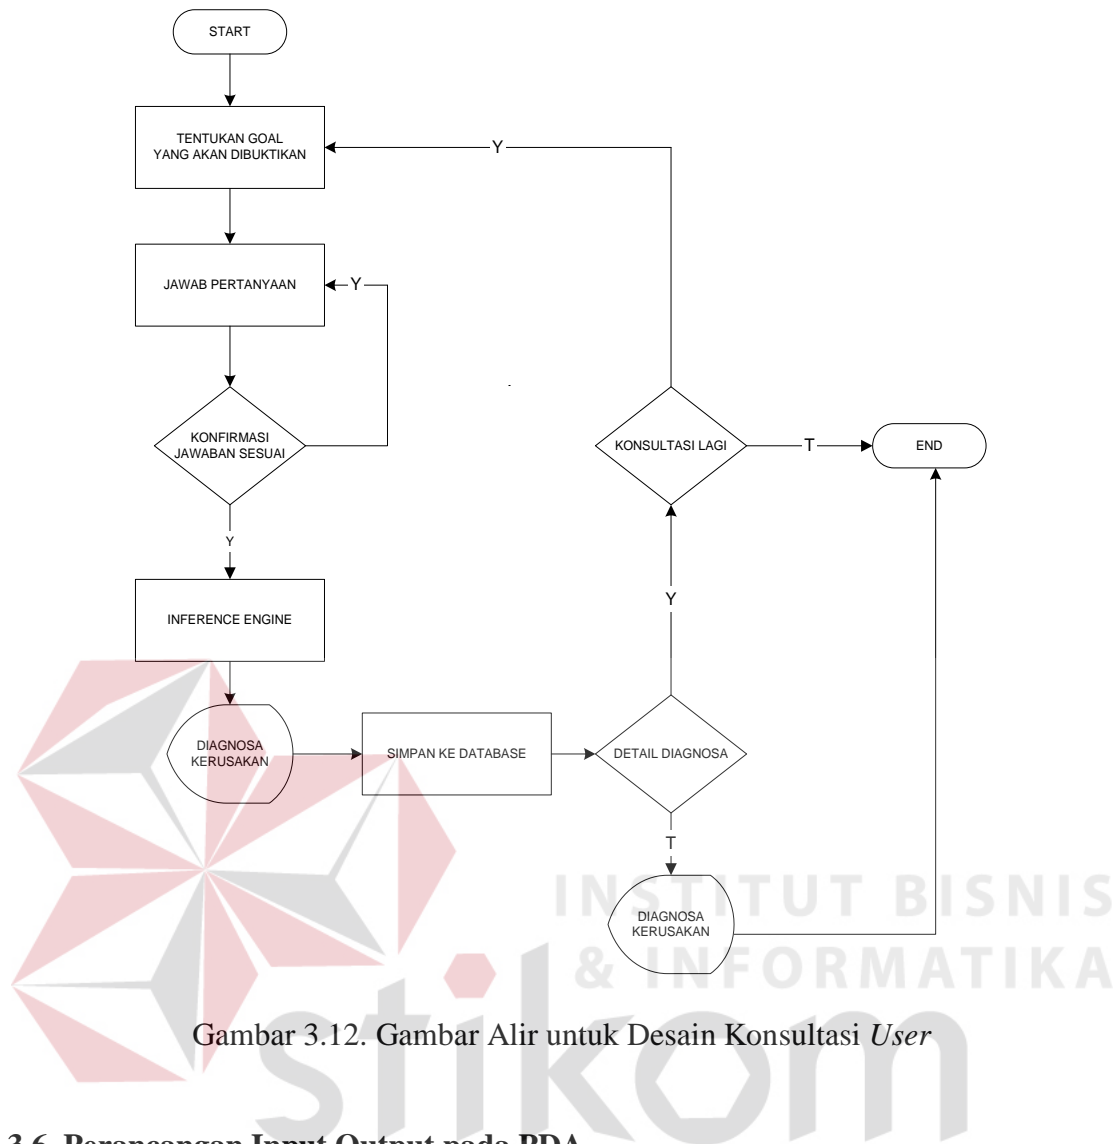 START
TENTUKAN GOAL
YANG AKAN DIBUKTIKAN
Y
JAWAB PERTANYAAN
Y
KONFIRMASI
JAWABAN SESUAI
KONSULTASI LAGI
T
END
Y
Y
INFERENCE ENGINE
DIAGNOSA
KERUSAKAN
SIMPAN KE DATABASE
DETAIL DIAGNOSA
T
DIAGNOSA
KERUSAKAN
INSTITUT BISNIS
& INFORMATIKA
stikom
Gambar 3.12. Gambar Alir untuk Desain Konsultasi User
3.6 Perancangan Input Output pada PDA